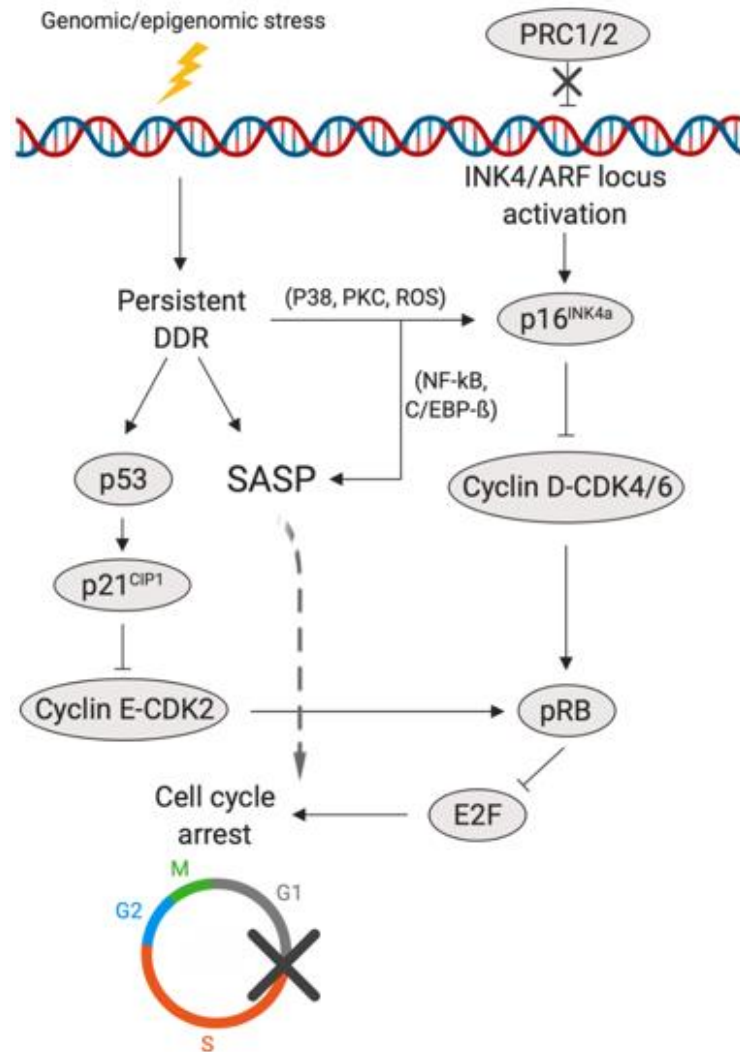 Genomic/epigenomic stress
PRC1/2
INK4/ARF locus
activation
Persistent
DDR
(P38, PKC, ROS)
p16INK4a
(NF-kB,
C/EBP-ß)
p53
SASP
Cyclin D-CDK4/6
p21CIP1
Cyclin E-CDK2
pRB
Cell cycle
arrest
E2F
M
G1
G2
S